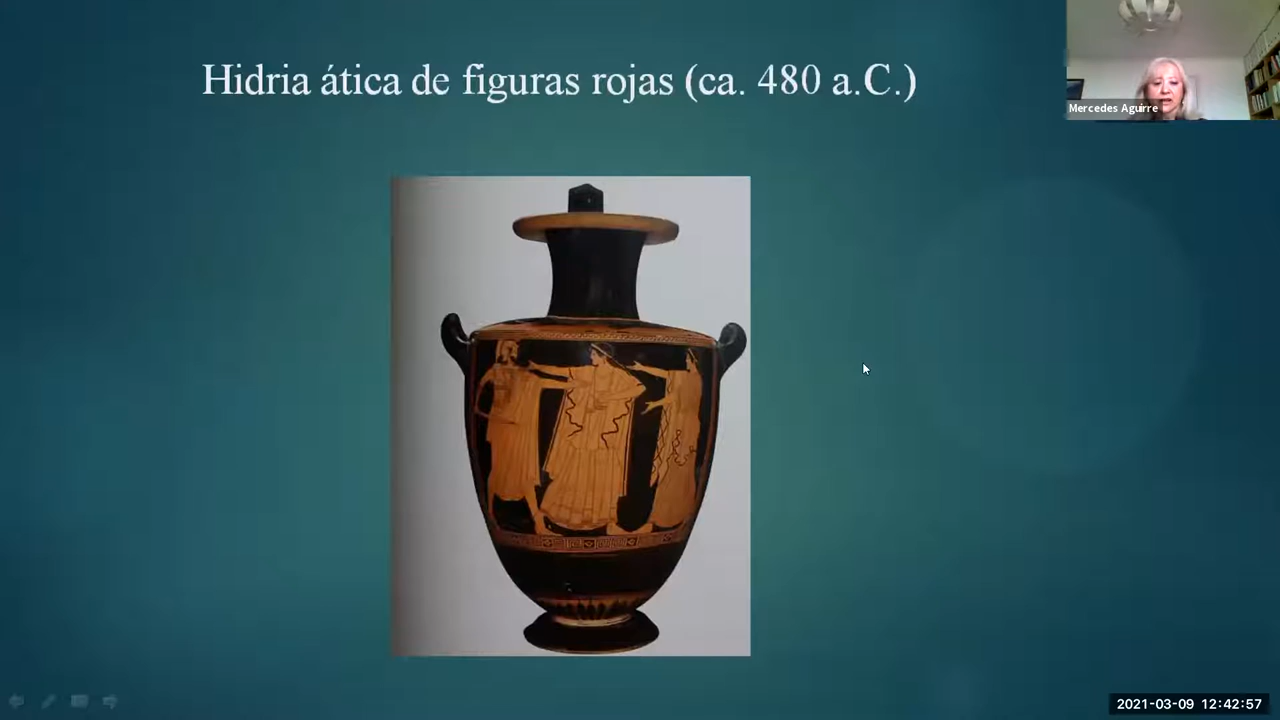 Hidria ática de figuras rojas (ca. 480 a.C.)
Mercedes Aguirre
2021-03-09 12:42:57